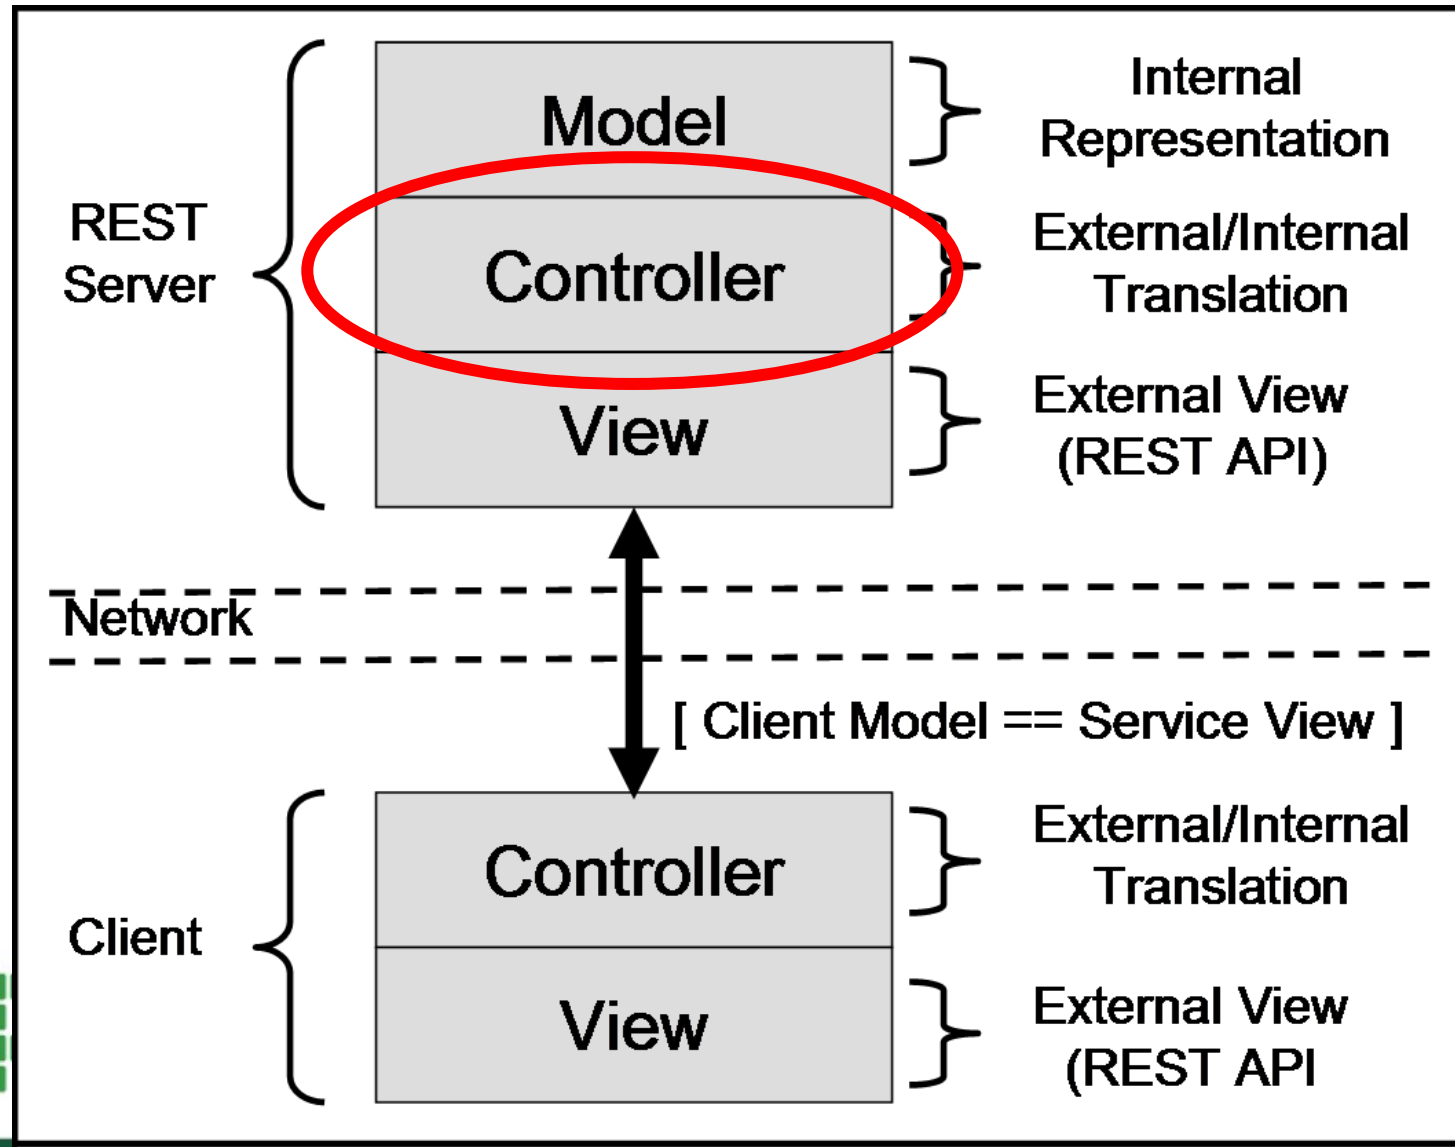 REST
Server
Model
Internal
Representation
Controller
External/Internal
Translation
View
External View
(REST API)
Network
[ Client Model == Service View ]
Client
Controller
External/Internal
Translation
View
External View
(REST API